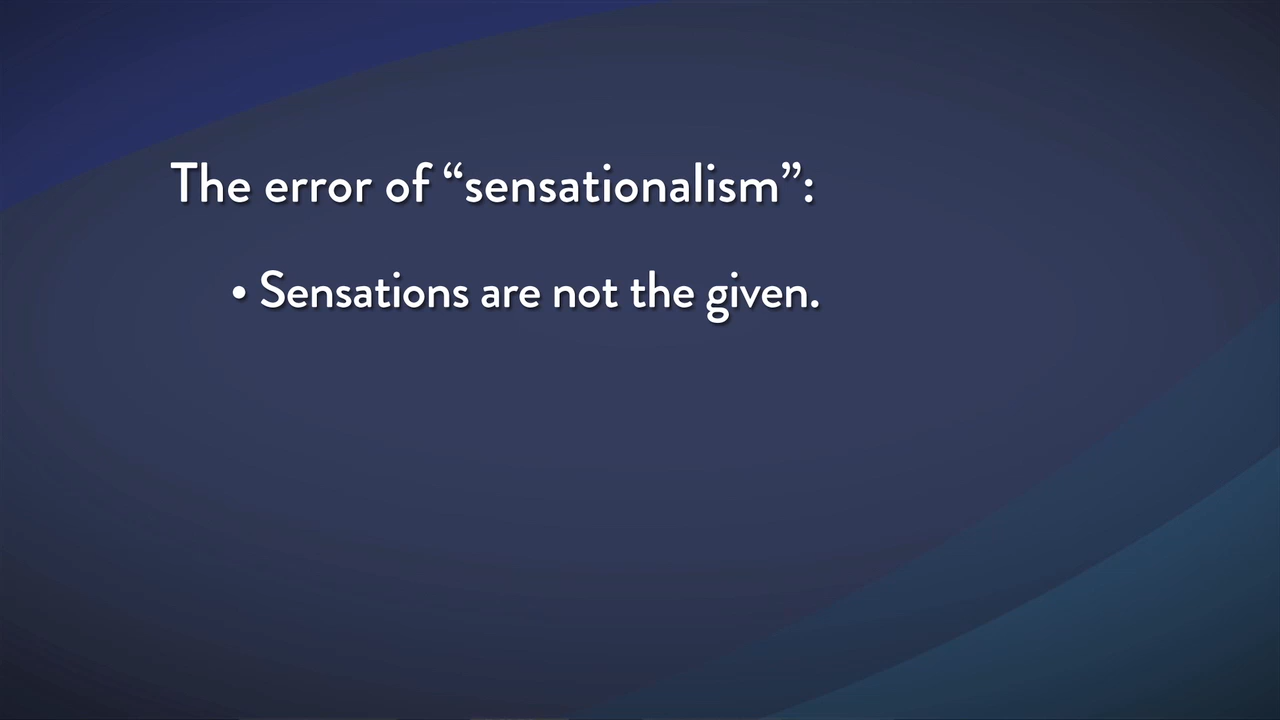 The error of “sensationalism”:
• Sensations are not the given.